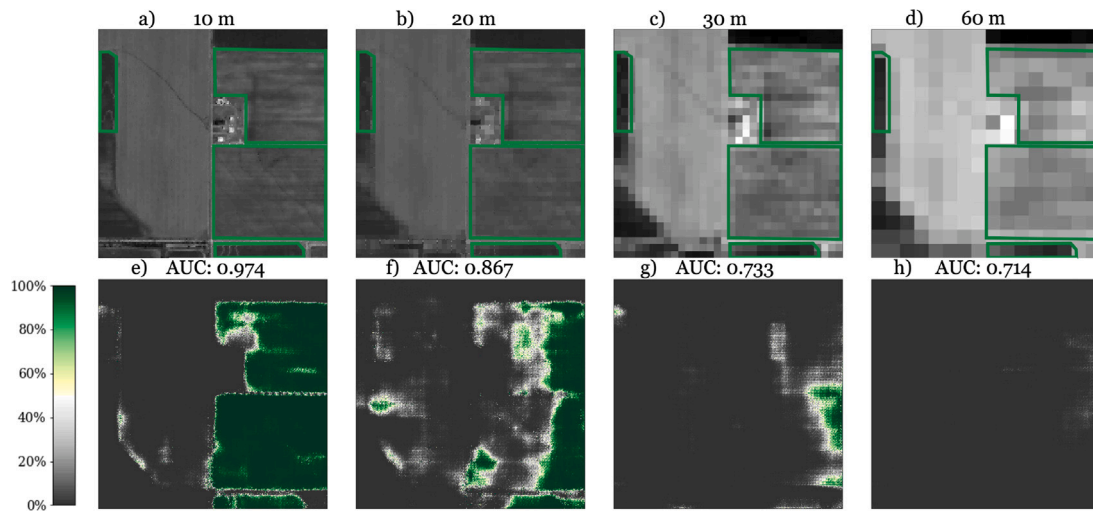 a) 10 m
b) 20 m
c) 30 m
d) 60 m
e) AUC: 0.974
f) AUC: 0.867
g) AUC: 0.733
h) AUC: 0.714
100%
80%
60%
40%
20%
0%